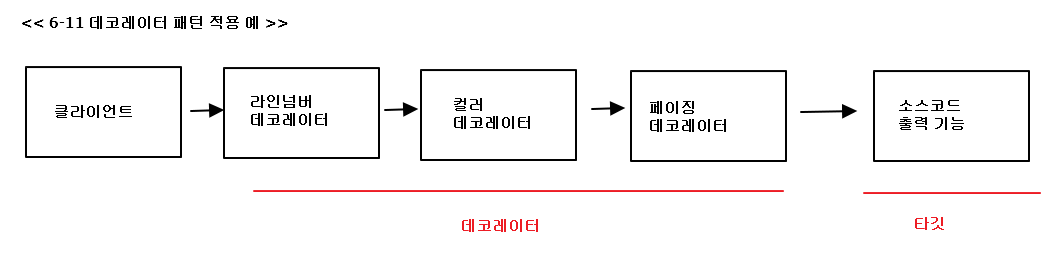 << 6-11 데코레이터 패턴 적용 예 >>
클라이언트
라인넘버
데코레이터
컬러
데코레이터
페이징
데코레이터
소스코드
출력 기능
데코레이터
타깃